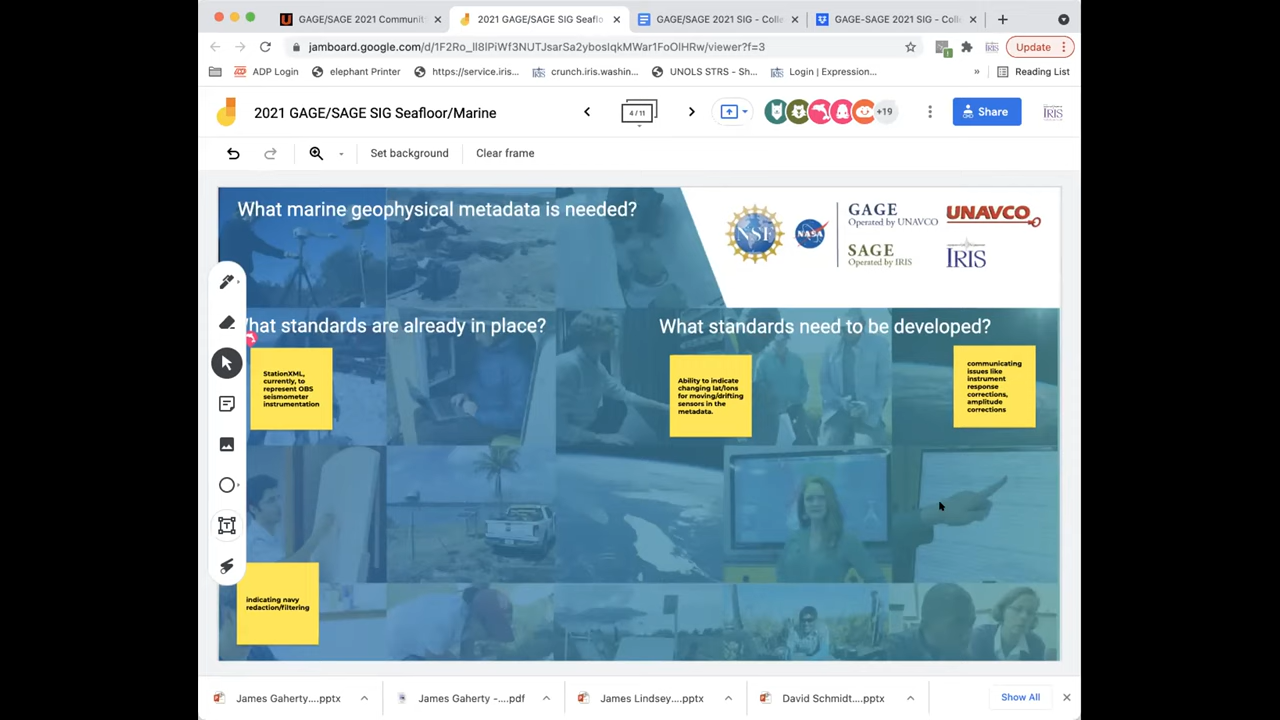 GAGE/SAGE 2021 Communit
2021 GAGE/SAGE SIG Seaflo
GAGE/SAGE 2021 SIG - Colle
GAGE-SAGE 2021 SIG - Colle
jamboard.google.com/d/1F2Ro_Il8lPiWf3NUTJsarSa2ybosIqkMWar1FoOlHRw/viewer?f=3
Update
ADP Login
elephant Printer
https://service.iris...
crunch.iris.washin...
UNOLS STRS - Sh...
Login | Expression...
»
Reading List
2021 GAGE/SAGE SIG Seafloor/Marine
4 / 11
+19
Share
IRIS
Set background
Clear frame
What marine geophysical metadata is needed?
NSF
NASA
GAGE
Operated by UNAVCO
UNAVCO
SAGE
Operated by IRIS
IRIS
hat standards are already in place?
What standards need to be developed?
StationXML,
currently, to
represent OBS
seismometer
instrumentation
Ability to indicate
changing lat/lons
for moving/drifting
sensors in the
metadata.
communicating
issues like
instrument
response
corrections,
amplitude
corrections
indicating navy
redaction/filtering
James Gaherty....pptx
James Gaherty -....pdf
James Lindsey....pptx
David Schmidt....pptx
Show All